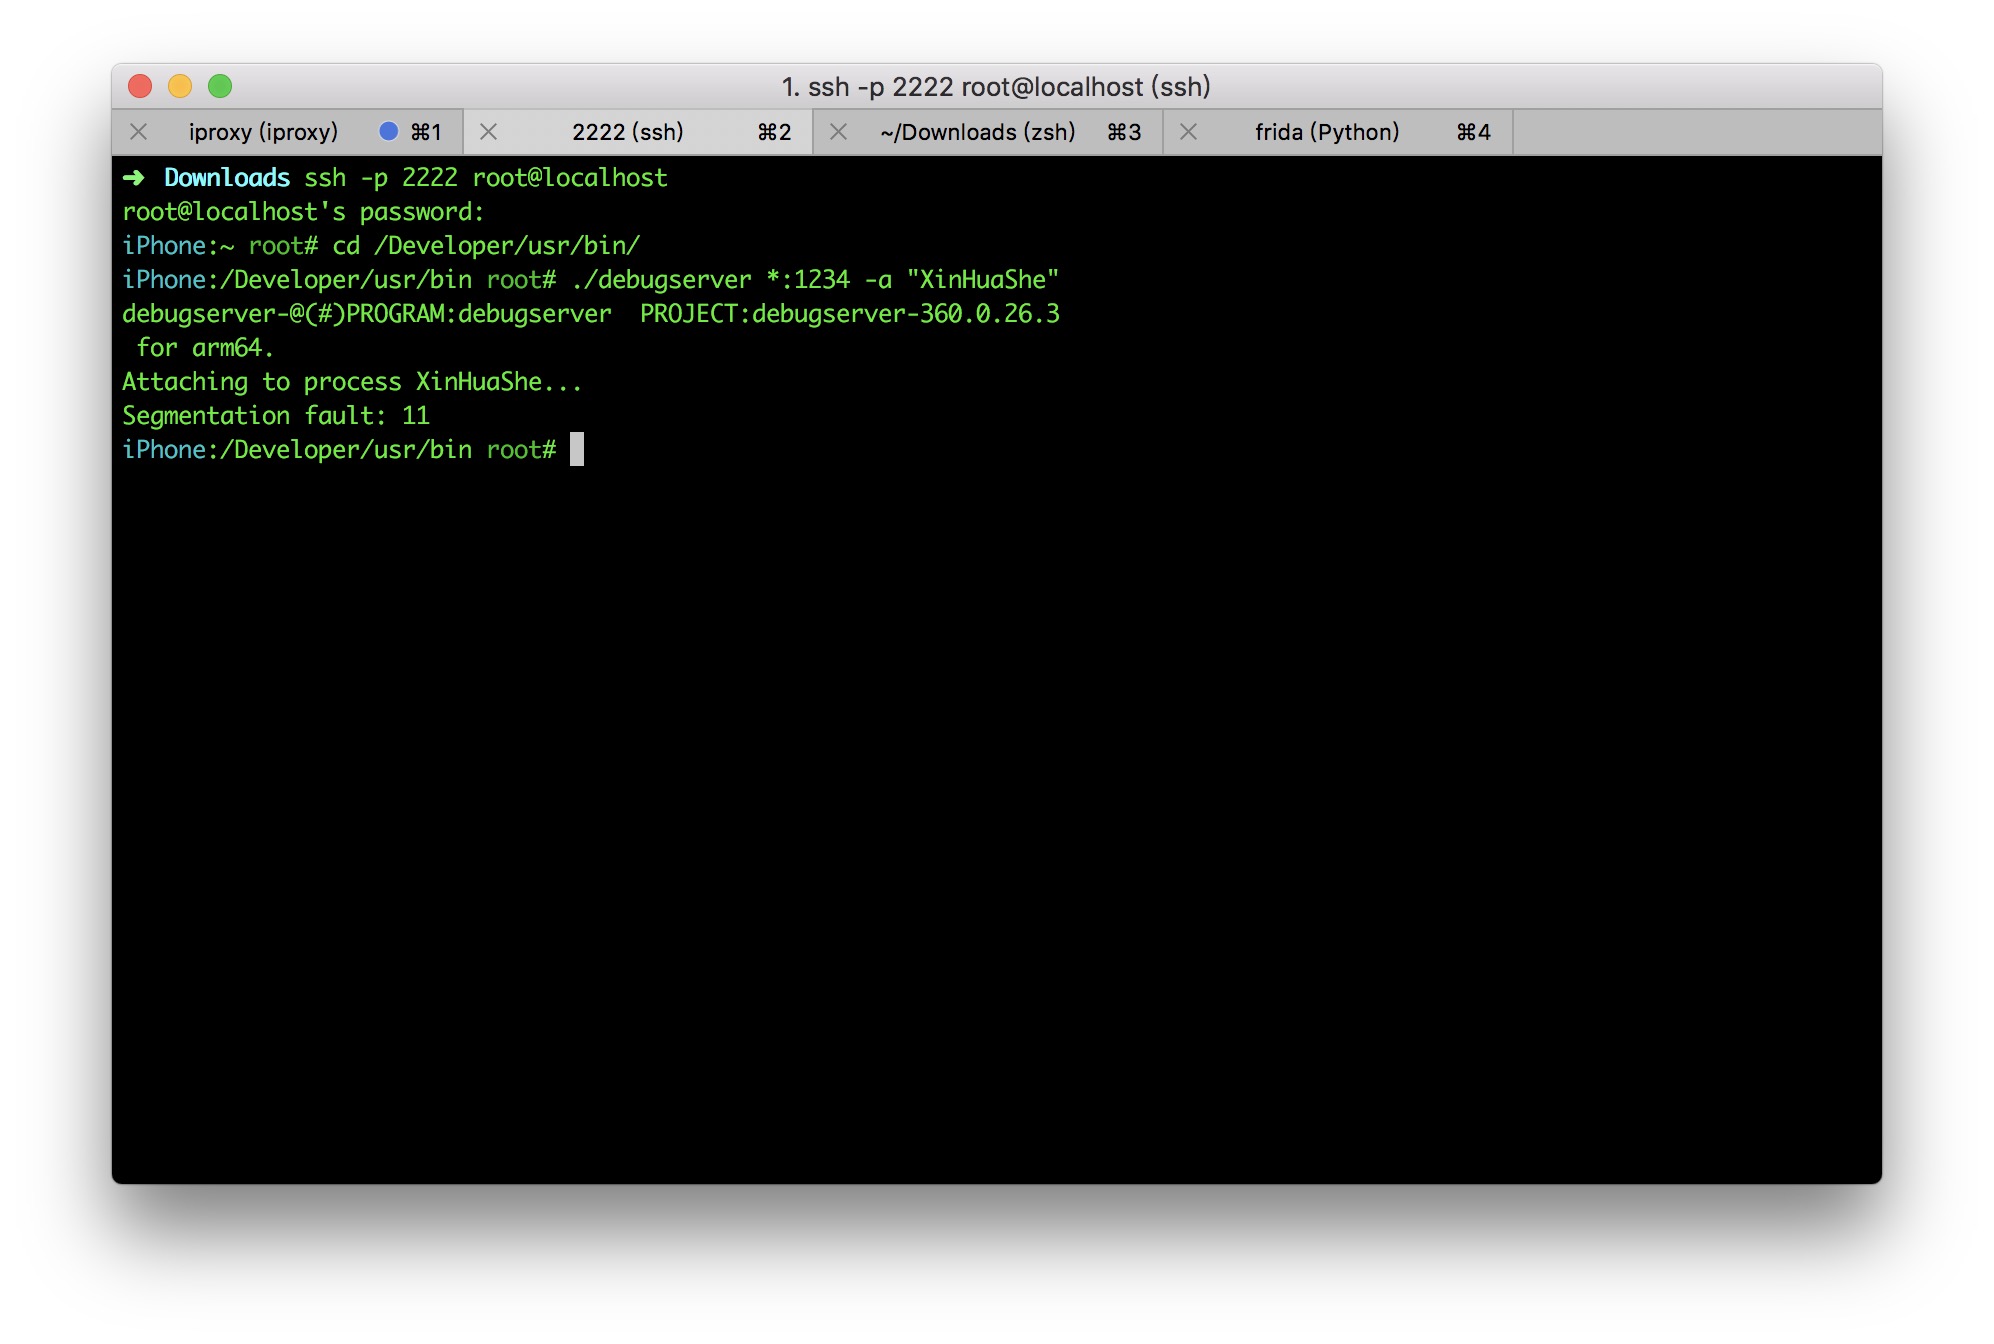 1. ssh -p 2222 root@localhost (ssh)
iproxy (iproxy) ⌘1 2222 (ssh) ⌘2 ~/Downloads (zsh) ⌘3 frida (Python) ⌘4
➜ Downloads ssh -p 2222 root@localhost
root@localhost's password:
iPhone:~ root# cd /Developer/usr/bin/
iPhone:/Developer/usr/bin root# ./debugserver *:1234 -a "XinHuaShe"
debugserver-@(#)PROGRAM:debugserver  PROJECT:debugserver-360.0.26.3
 for arm64.
Attaching to process XinHuaShe...
Segmentation fault: 11
iPhone:/Developer/usr/bin root#